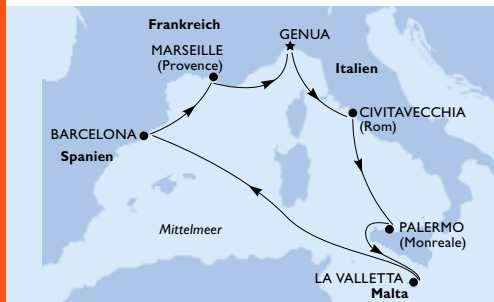 Frankreich
GENUA
MARSEILLE
(Provence)
Italien
CIVITAVECCHIA
(Rom)
BARCELONA
Spanien
Mittelmeer
PALERMO
(Monreale)
LA VALLETTA
Malta